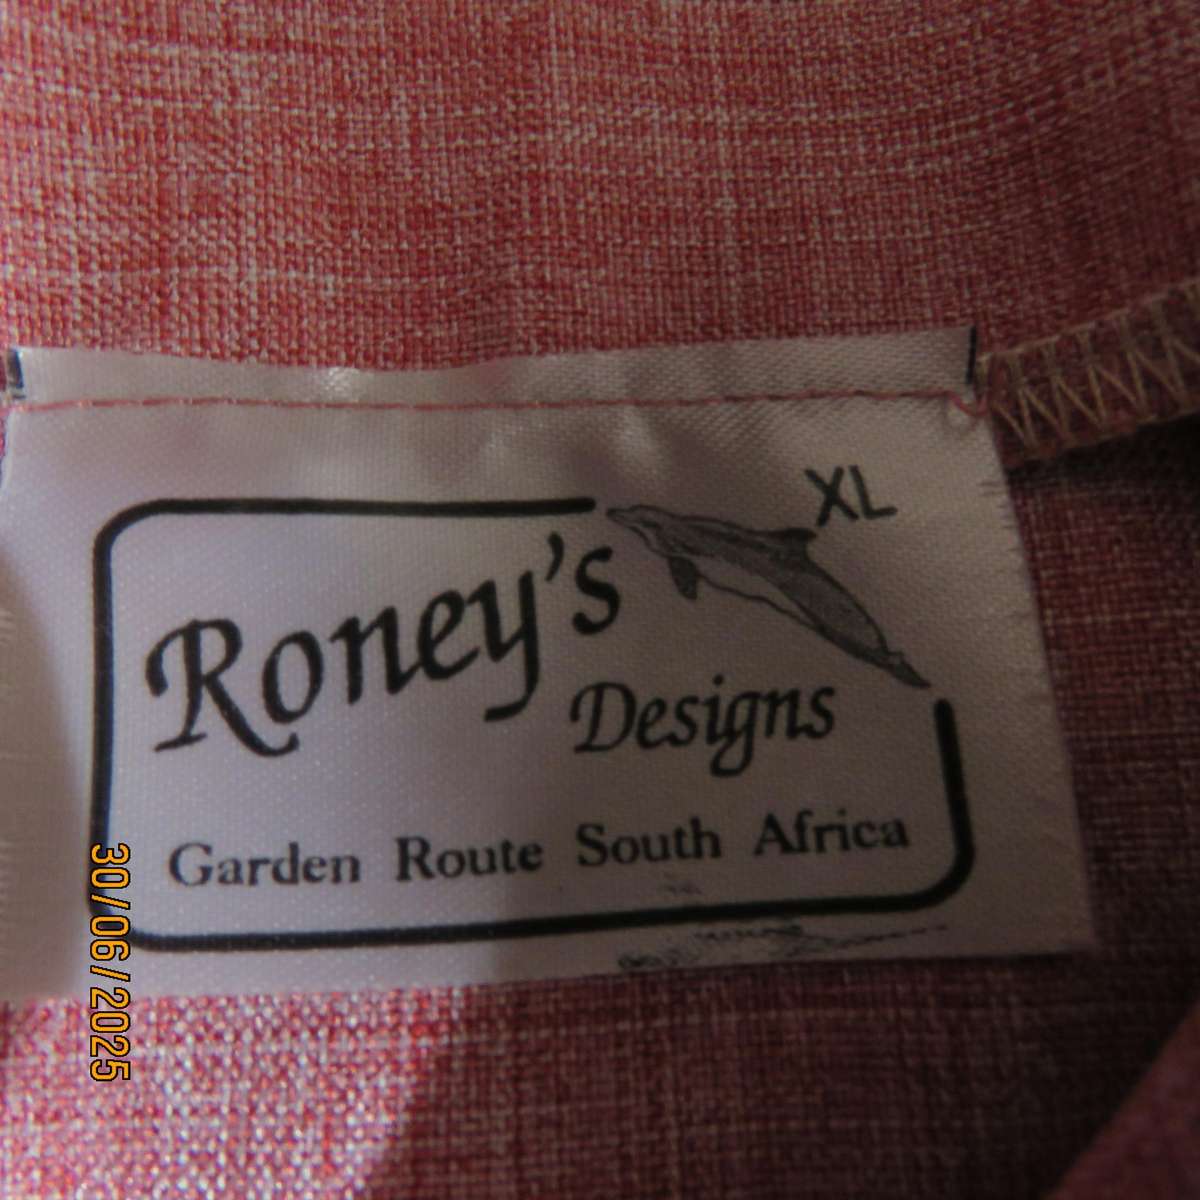 XL
Roney's
Designs
Garden Route South Africa
30/06/2025